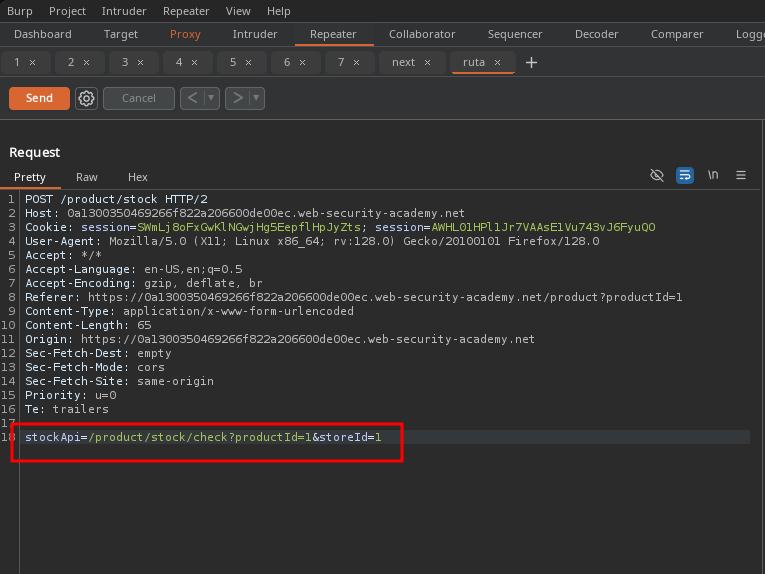 Burp Project Intruder Repeater View Help
Dashboard Target Proxy Intruder Repeater Collaborator Sequencer Decoder Comparer Logg
1 × 2 × 3 × 4 × 5 × 6 × 7 × next × ruta × +
Send Cancel < ▾ > ▾
Request
Pretty Raw Hex \n
1 POST /product/stock HTTP/2
2 Host: 0a1300350469266f822a206600de00ec.web-security-academy.net
3 Cookie: session=SWmLj8oFxGwKlNGwjHg5EepflHpJyZts; session=AWHL01HPl1Jr7VAAsE1Vu743vJ6FyuQO
4 User-Agent: Mozilla/5.0 (X11; Linux x86_64; rv:128.0) Gecko/20100101 Firefox/128.0
5 Accept: */*
6 Accept-Language: en-US,en;q=0.5
7 Accept-Encoding: gzip, deflate, br
8 Referer: https://0a1300350469266f822a206600de00ec.web-security-academy.net/product?productId=1
9 Content-Type: application/x-www-form-urlencoded
10 Content-Length: 65
11 Origin: https://0a1300350469266f822a206600de00ec.web-security-academy.net
12 Sec-Fetch-Dest: empty
13 Sec-Fetch-Mode: cors
14 Sec-Fetch-Site: same-origin
15 Priority: u=0
16 Te: trailers
17
18 stockApi=/product/stock/check?productId=1&storeId=1